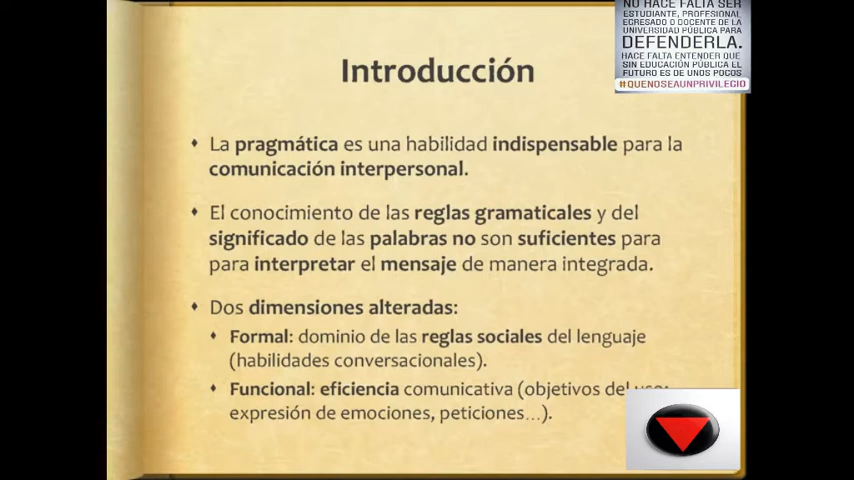 NO HACE FALTA SER
ESTUDIANTE, PROFESIONAL
EGRESADO O DOCENTE DE LA
UNIVERSIDAD PÚBLICA PARA
DEFENDERLA.
HACE FALTA ENTENDER QUE
SIN EDUCACIÓN PÚBLICA EL
FUTURO ES DE UNOS POCOS
#QUENOSEAUNPRIVILEGIO
Introducción
La pragmática es una habilidad indispensable para la
comunicación interpersonal.
El conocimiento de las reglas gramaticales y del
significado de las palabras no son suficientes para
para interpretar el mensaje de manera integrada.
Dos dimensiones alteradas:
Formal: dominio de las reglas sociales del lenguaje
(habilidades conversacionales).
Funcional: eficiencia comunicativa (objetivos del uso:
expresión de emociones, peticiones…).